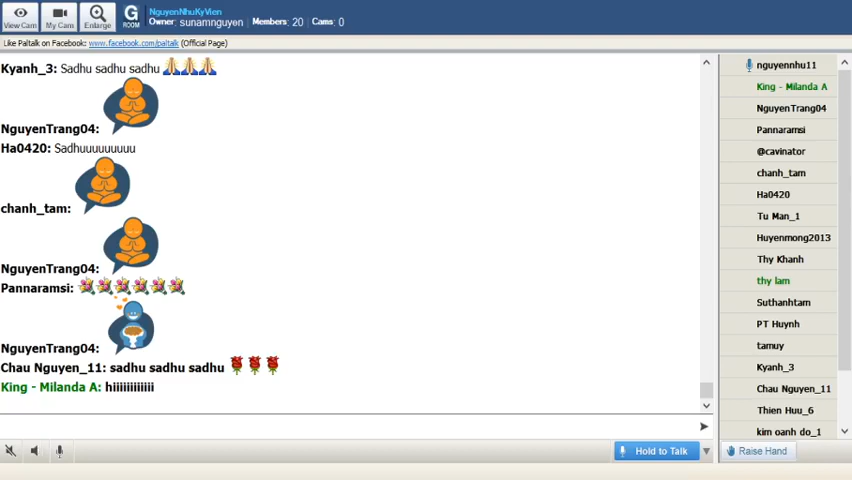 View Cam
My Cam
Enlarge
G
ROOM
NguyenNhuKyVien
Owner: sunamnguyen Members: 20 Cams: 0
Like Paltalk on Facebook: www.facebook.com/paltalk (Official Page)
Kyanh_3: Sadhu sadhu sadhu
NguyenTrang04:
Ha0420: Sadhuuuuuuuuu
chanh_tam:
NguyenTrang04:
Pannaramsi:
NguyenTrang04:
Chau Nguyen_11: sadhu sadhu sadhu
King - Milanda A: hiiiiiiiiiiii
Hold to Talk
nguyennhu11
King - Milanda A
NguyenTrang04
Pannaramsi
@cavinator
chanh_tam
Ha0420
Tu Man_1
Huyenmong2013
Thy Khanh
thy lam
Suthanhtam
PT Huynh
tamuy
Kyanh_3
Chau Nguyen_11
Thien Huu_6
kim oanh do_1
Raise Hand